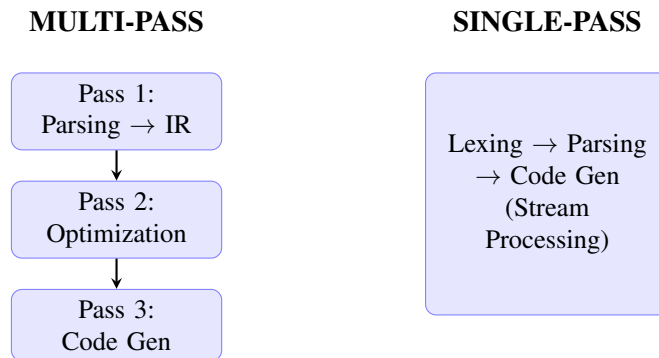 MULTI-PASS
Pass 1:
Parsing → IR
Pass 2:
Optimization
Pass 3:
Code Gen
SINGLE-PASS
Lexing → Parsing
→ Code Gen
(Stream
Processing)